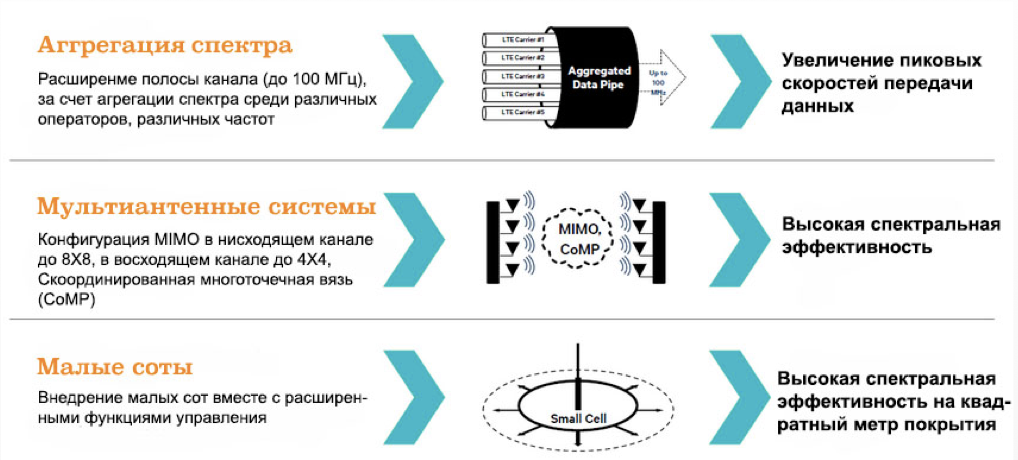 Аггрегация спектра
Расширенме полосы канала (до 100 МГц),
за счет агрегации спектра среди различных
операторов, различных частот
LTE Carrier #1
LTE Carrier #2
LTE Carrier #3
LTE Carrier #4
LTE Carrier #5
Aggregated
Data Pipe
Up to
100
MHz
Увеличение пиковых
скоростей передачи
данных
Мультиантенные системы
Конфигурация MIMO в нисходящем канале
до 8X8, в восходящем канале до 4X4,
Скоординированная многоточечная вязь
(CoMP)
MIMO,
CoMP
Высокая спектральная
эффективность
Малые соты
Внедрение малых сот вместе с расширен-
ными функциями управления
Small Cell
Высокая спектральная
эффективность на квад-
ратный метр покрытия